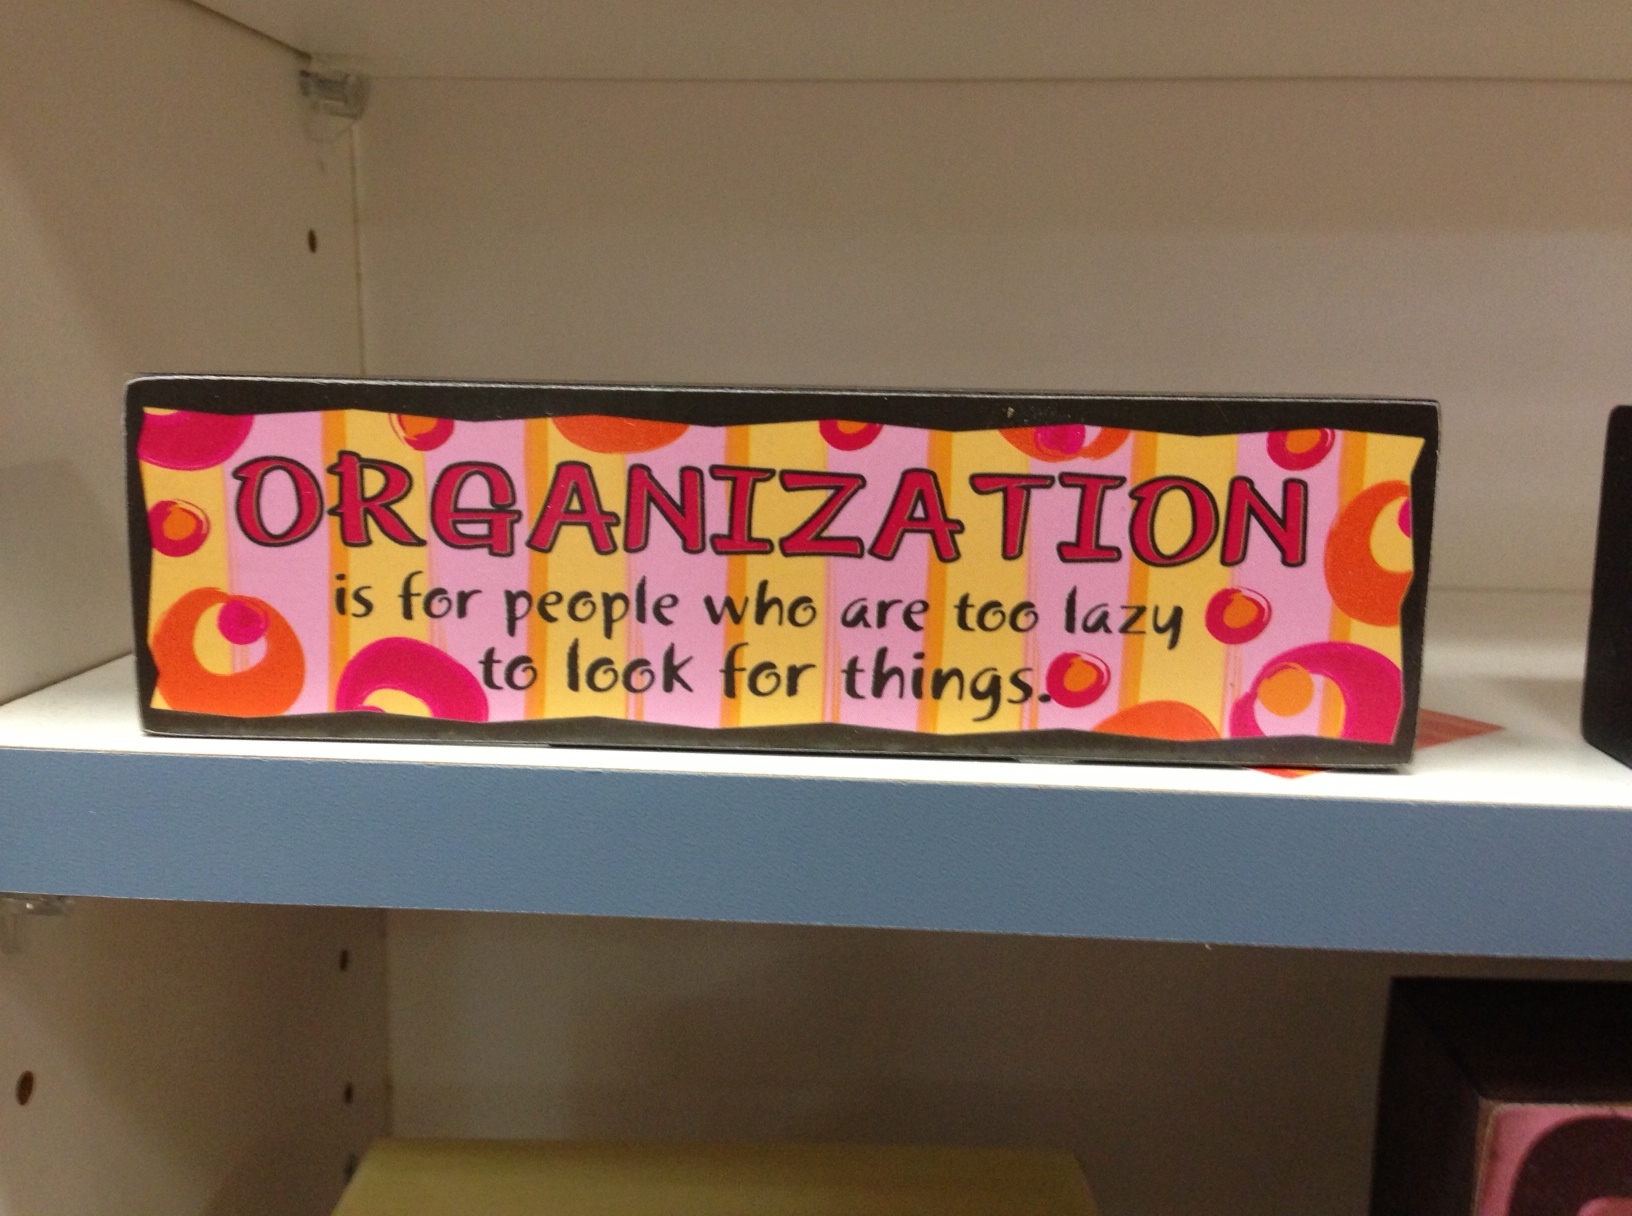 ORGANIZATION
is for people who are too lazy
to look for things.